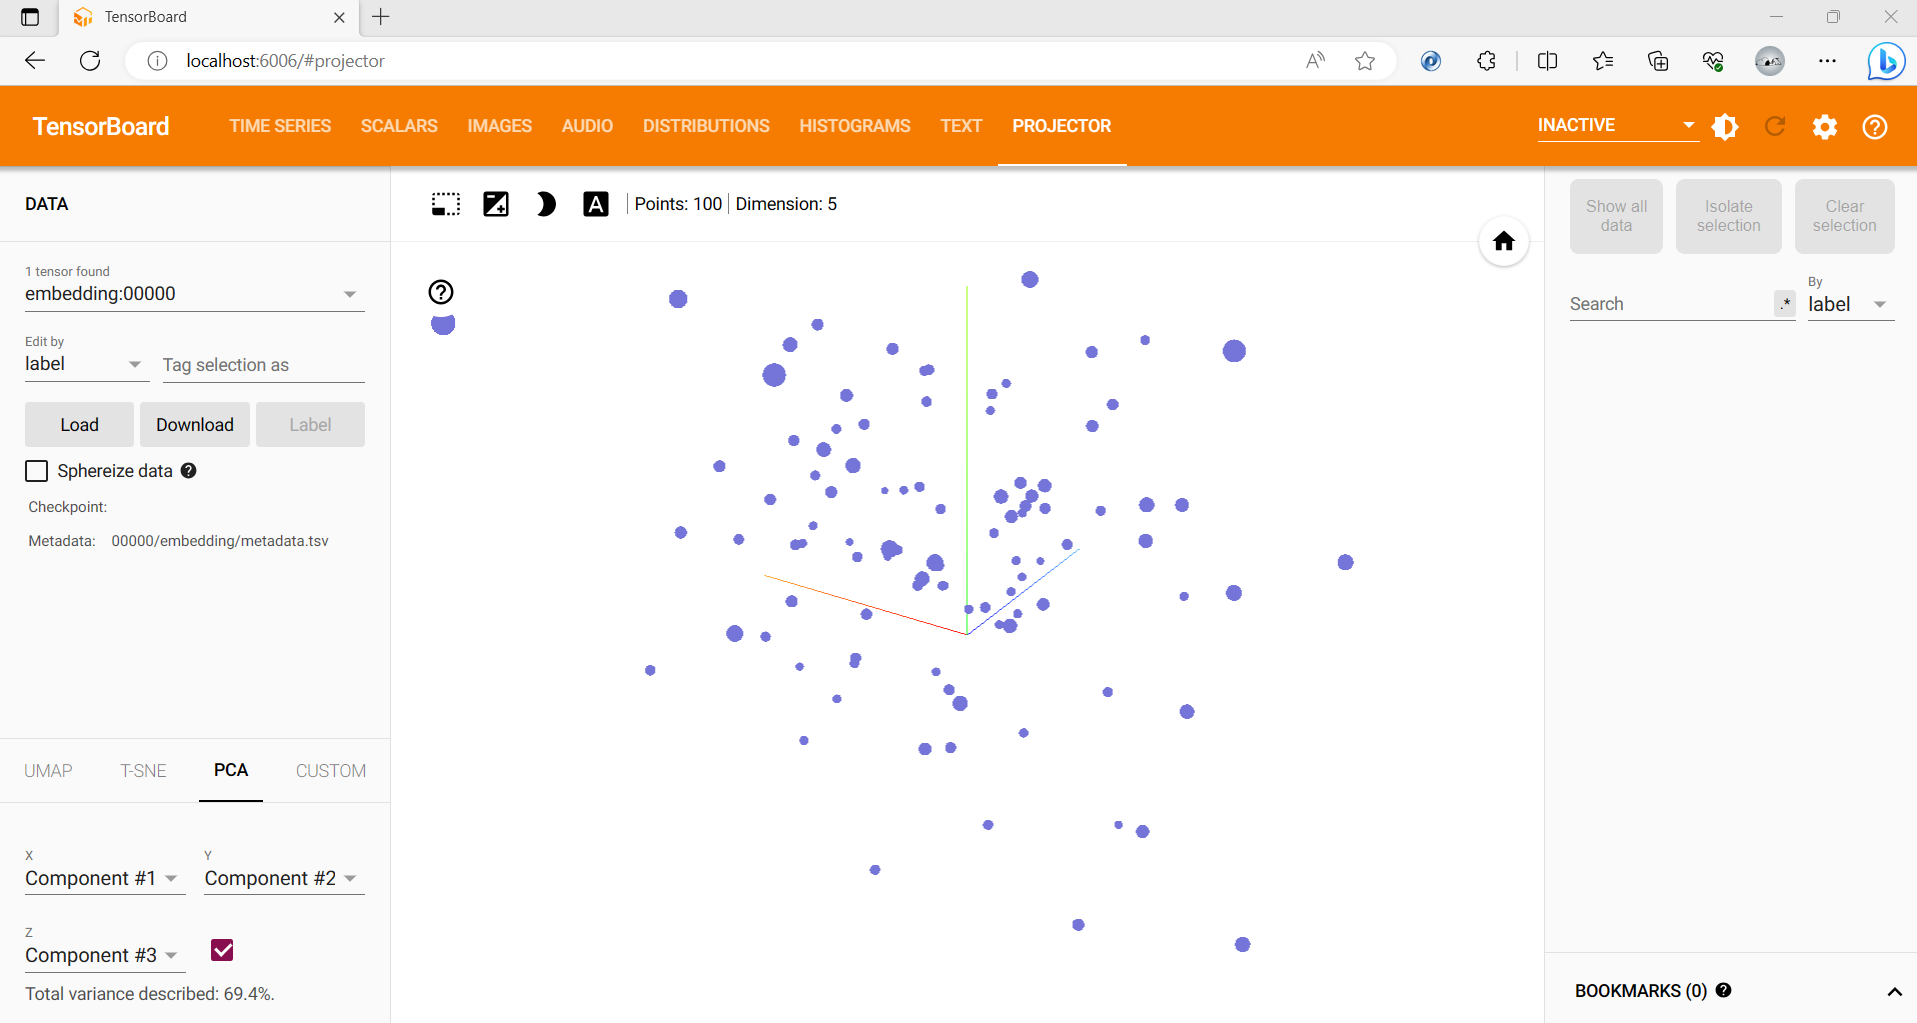 TensorBoard
localhost:6006/#projector
TensorBoard TIME SERIES SCALARS IMAGES AUDIO DISTRIBUTIONS HISTOGRAMS TEXT PROJECTOR INACTIVE
DATA
Points: 100 Dimension: 5
1 tensor found
embedding:00000
Edit by
label Tag selection as
Load Download Label
Sphereize data
Checkpoint:
Metadata: 00000/embedding/metadata.tsv
UMAP T-SNE PCA CUSTOM
X Y
Component #1 Component #2
Z
Component #3
Total variance described: 69.4%.
Show all
data
Isolate
selection
Clear
selection
Search .*
By
label
BOOKMARKS (0)